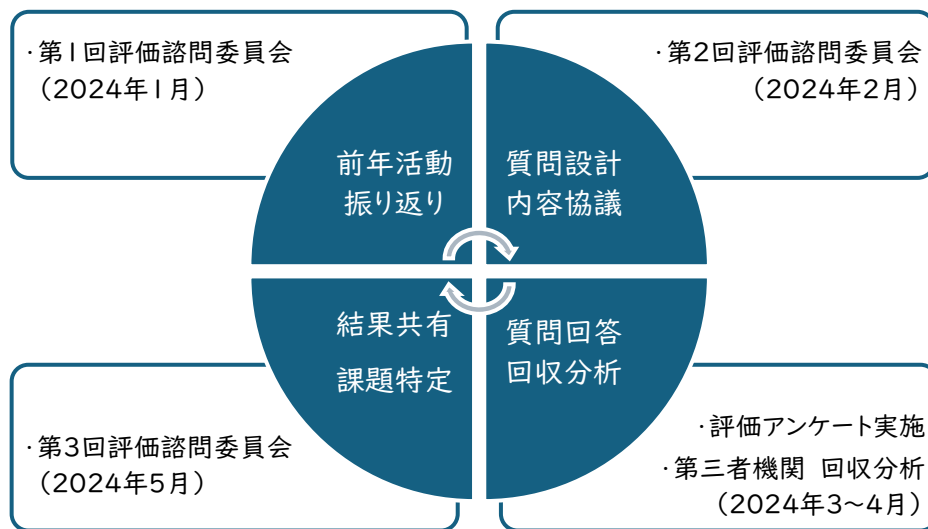 ·第1回評価諮問委員会
（2024年1月）
·第2回評価諮問委員会
（2024年2月）
前年活動
振り返り
質問設計
内容協議
結果共有
課題特定
質問回答
回収分析
·第3回評価諮問委員会
（2024年5月）
·評価アンケート実施
·第三者機関 回収分析
（2024年3～4月）